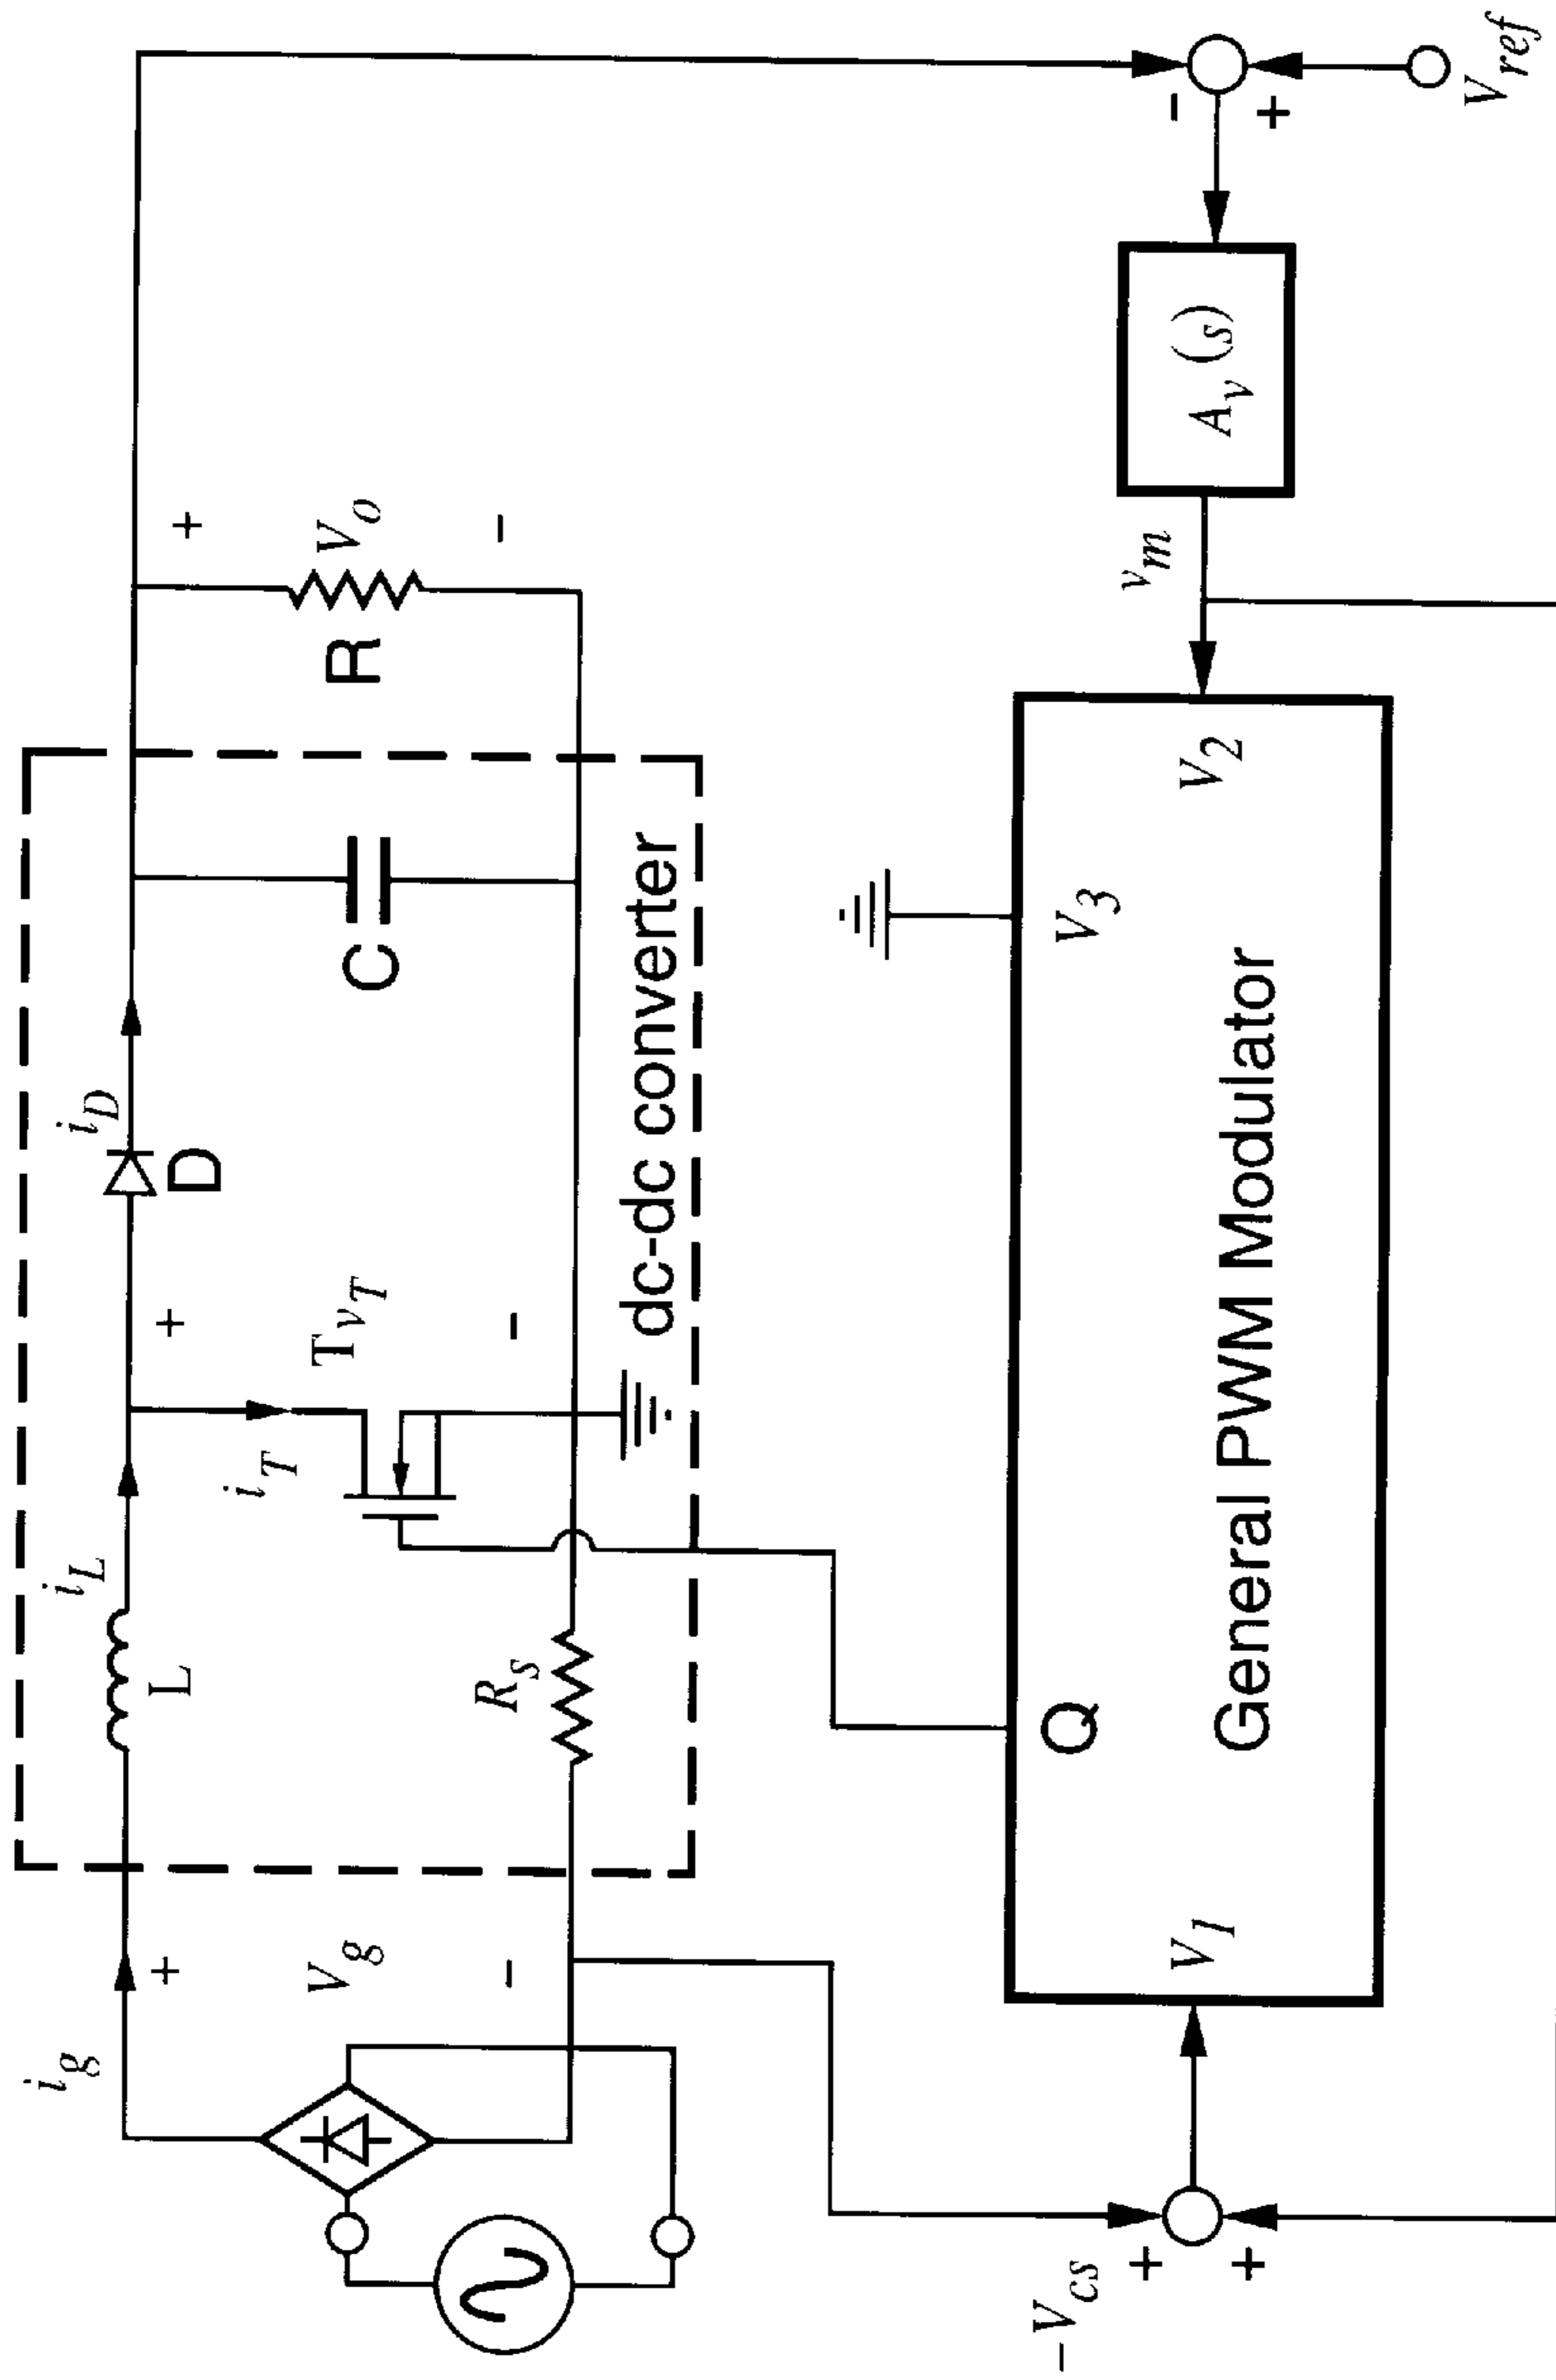 i_g
+
V_g
-
L
i_L
R_s
i_T
T
+
v_T
-
D
i_D
C
dc-dc converter
R
+
V_o
-
-V_cs
+
+
V_1
Q
General PWM Modulator
V_3
V_2
v_m
A_v(s)
-
+
V_ref